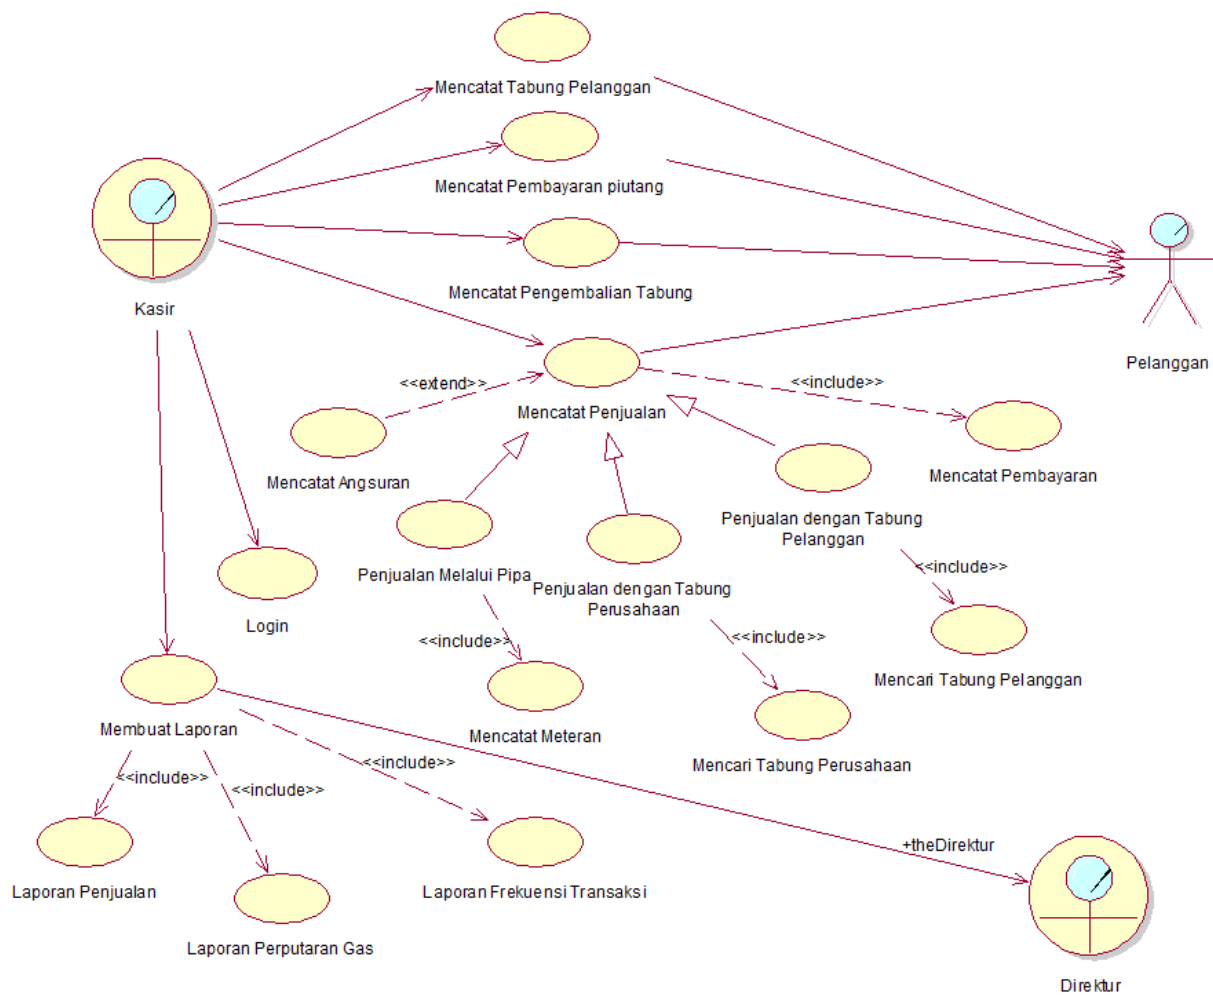 Mencatat Tabung Pelanggan
Mencatat Pembayaran piutang
Mencatat Pengembalian Tabung
Kasir
Pelanggan
<<extend>>
<<include>>
Mencatat Penjualan
Mencatat Angsuran
Mencatat Pembayaran
Penjualan dengan Tabung
Pelanggan
Penjualan Melalui Pipa
Penjualan dengan Tabung
Perusahaan
<<include>>
Login
<<include>>
<<include>>
Mencari Tabung Pelanggan
Membuat Laporan
Mencatat Meteran
Mencari Tabung Perusahaan
<<include>>
<<include>>
<<include>>
+theDirektur
Laporan Penjualan
Laporan Frekuensi Transaksi
Laporan Perputaran Gas
Direktur